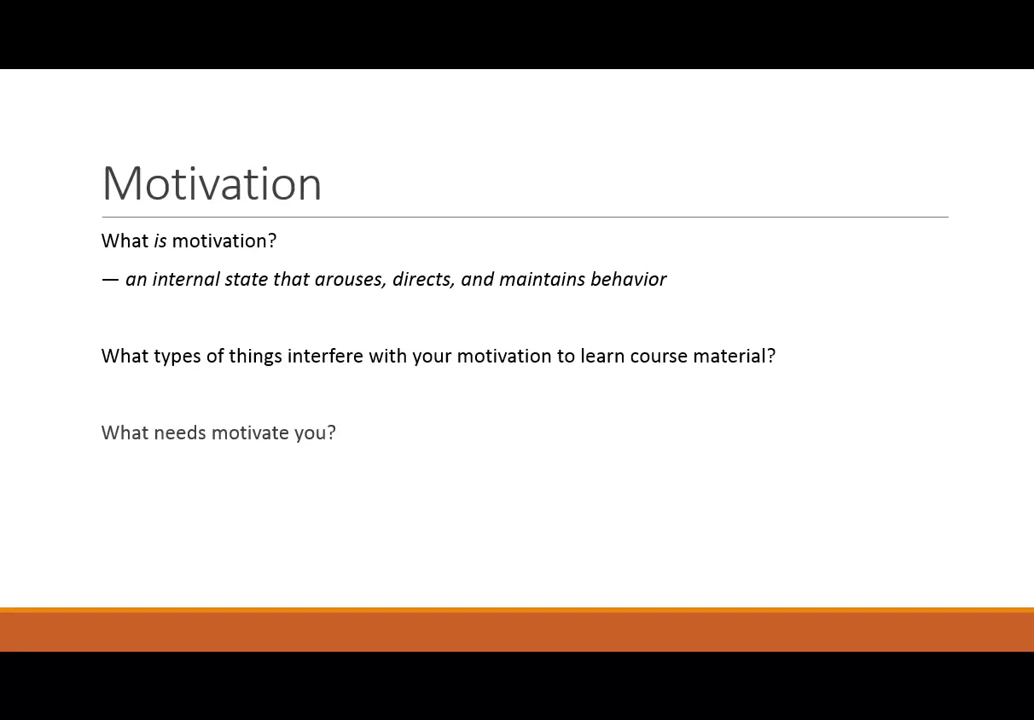 Motivation
What is motivation?
— an internal state that arouses, directs, and maintains behavior
What types of things interfere with your motivation to learn course material?
What needs motivate you?